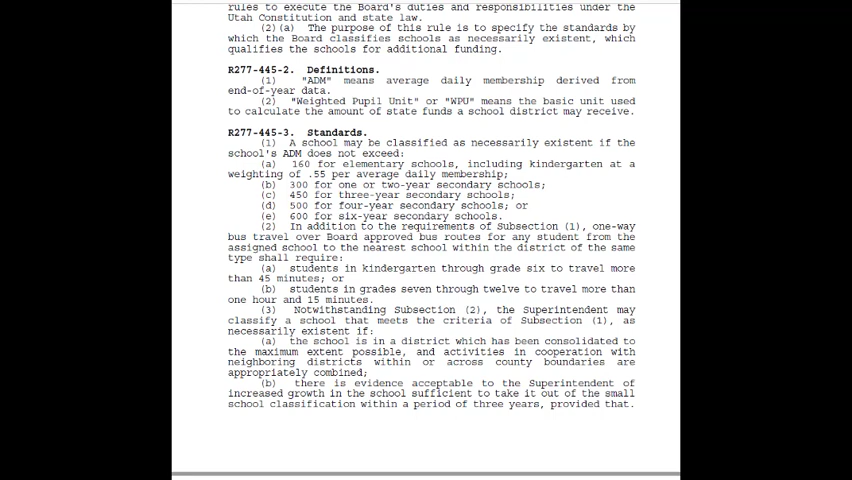 rules to execute the Board's duties and responsibilities under the
Utah Constitution and state law.
(2)(a) The purpose of this rule is to specify the standards by
which the Board classifies schools as necessarily existent, which
qualifies the schools for additional funding.
R277-445-2. Definitions.
(1) "ADM" means average daily membership derived from
end-of-year data.
(2) "Weighted Pupil Unit" or "WPU" means the basic unit used
to calculate the amount of state funds a school district may receive.
R277-445-3. Standards.
(1) A school may be classified as necessarily existent if the
school's ADM does not exceed:
(a) 160 for elementary schools, including kindergarten at a
weighting of .55 per average daily membership;
(b) 300 for one or two-year secondary schools;
(c) 450 for three-year secondary schools;
(d) 500 for four-year secondary schools; or
(e) 600 for six-year secondary schools.
(2) In addition to the requirements of Subsection (1), one-way
bus travel over Board approved bus routes for any student from the
assigned school to the nearest school within the district of the same
type shall require:
(a) students in kindergarten through grade six to travel more
than 45 minutes; or
(b) students in grades seven through twelve to travel more than
one hour and 15 minutes.
(3) Notwithstanding Subsection (2), the Superintendent may
classify a school that meets the criteria of Subsection (1), as
necessarily existent if:
(a) the school is in a district which has been consolidated to
the maximum extent possible, and activities in cooperation with
neighboring districts within or across county boundaries are
appropriately combined;
(b) there is evidence acceptable to the Superintendent of
increased growth in the school sufficient to take it out of the small
school classification within a period of three years, provided that.